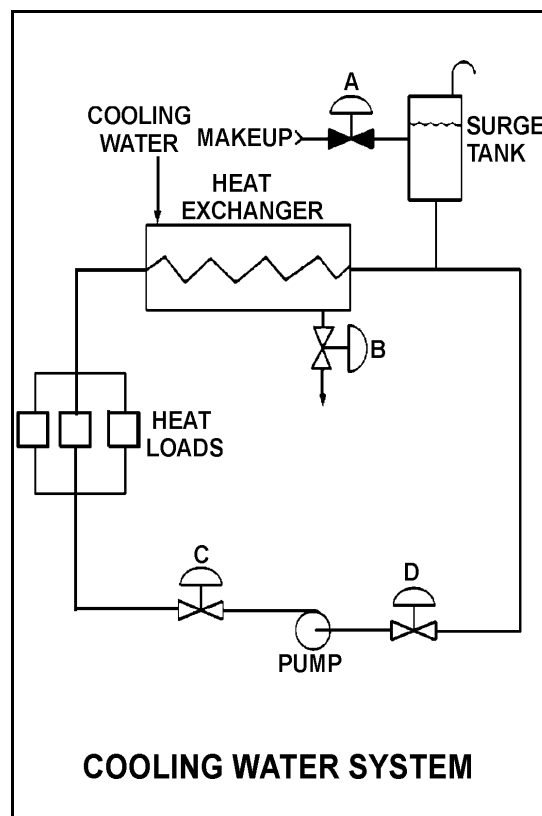 A
COOLING
WATER
MAKEUP
SURGE
TANK
HEAT
EXCHANGER
B
HEAT
LOADS
C
D
PUMP
COOLING WATER SYSTEM